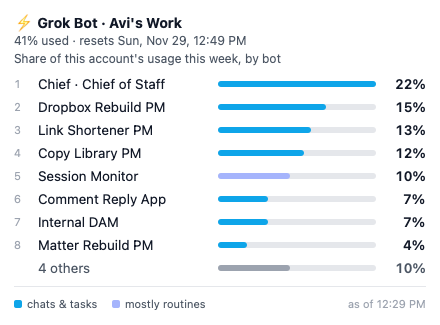 ⚡ Grok Bot · Avi's Work
41% used · resets Sun, Nov 29, 12:49 PM
Share of this account's usage this week, by bot
1 Chief · Chief of Staff 22%
2 Dropbox Rebuild PM 15%
3 Link Shortener PM 13%
4 Copy Library PM 12%
5 Session Monitor 10%
6 Comment Reply App 7%
7 Internal DAM 7%
8 Matter Rebuild PM 4%
4 others 10%
chats & tasks mostly routines as of 12:29 PM